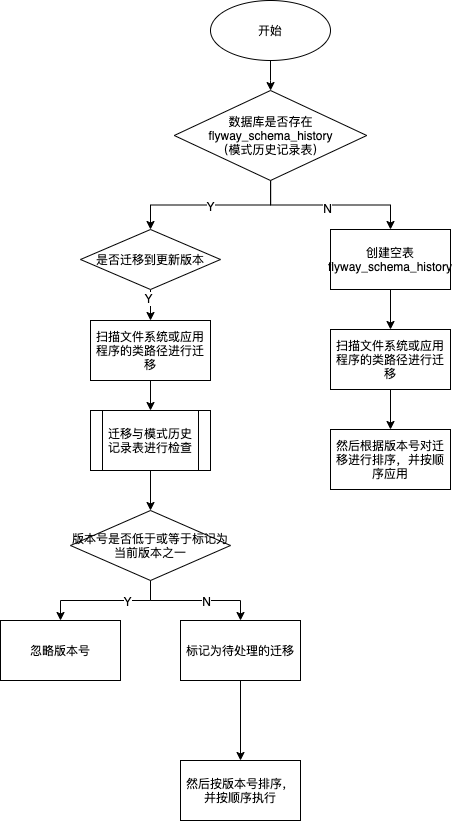 开始
数据库是否存在
flyway_schema_history
（模式历史记录表）
Y
N
是否迁移到更新版本
创建空表
flyway_schema_history
Y
扫描文件系统或应用
程序的类路径进行迁
移
扫描文件系统或应用
程序的类路径进行迁
移
迁移与模式历史
记录表进行检查
然后根据版本号对迁
移进行排序，并按顺
序应用
版本号是否低于或等于标记为
当前版本之一
Y
N
忽略版本号
标记为待处理的迁移
然后按版本号排序，
并按顺序执行